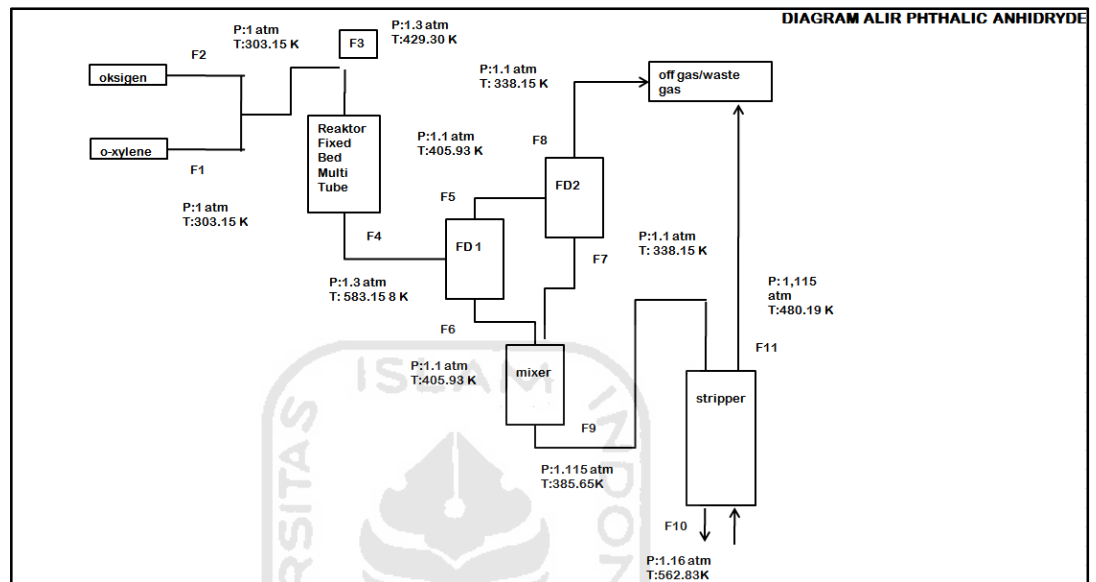 DIAGRAM ALIR PHTHALIC ANHIDRYDE
P:1 atm
T:303.15 K
F2
oksigen
o-xylene
F1
P:1 atm
T:303.15 K
F3
P:1.3 atm
T:429.30 K
Reaktor
Fixed
Bed
Multi
Tube
F4
P:1.3 atm
T: 583.15 8 K
P:1.1 atm
T:405.93 K
F5
FD 1
F6
P:1.1 atm
T:405.93 K
P:1.1 atm
T: 338.15 K
F8
FD2
F7
off gas/waste
gas
mixer
F9
P:1.115 atm
T:385.65K
P:1.1 atm
T: 338.15 K
P: 1,115
atm
T:480.19 K
F11
stripper
F10
P:1.16 atm
T:562.83K
ISLAM